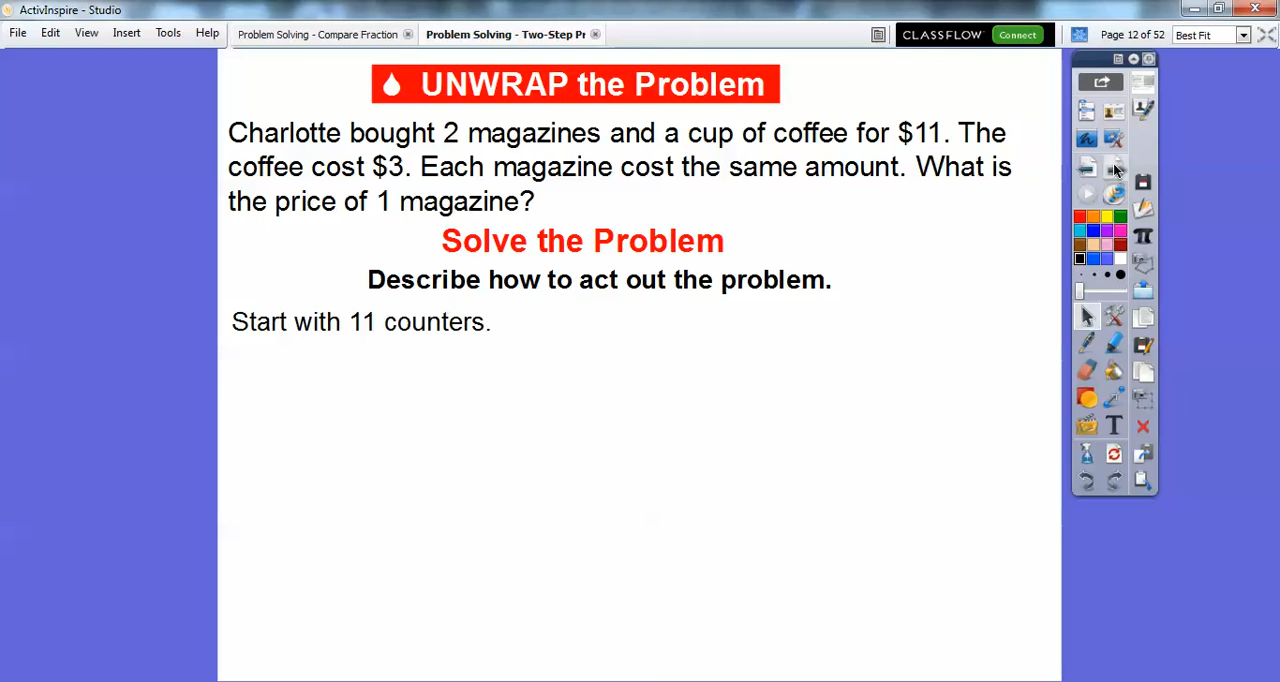 ActivInspire - Studio
File Edit View Insert Tools Help
Problem Solving - Compare Fraction
Problem Solving - Two-Step Pr
CLASSFLOW Connect
Page 12 of 52
Best Fit
UNWRAP the Problem
Charlotte bought 2 magazines and a cup of coffee for $11. The
coffee cost $3. Each magazine cost the same amount. What is
the price of 1 magazine?
Solve the Problem
Describe how to act out the problem.
Start with 11 counters.